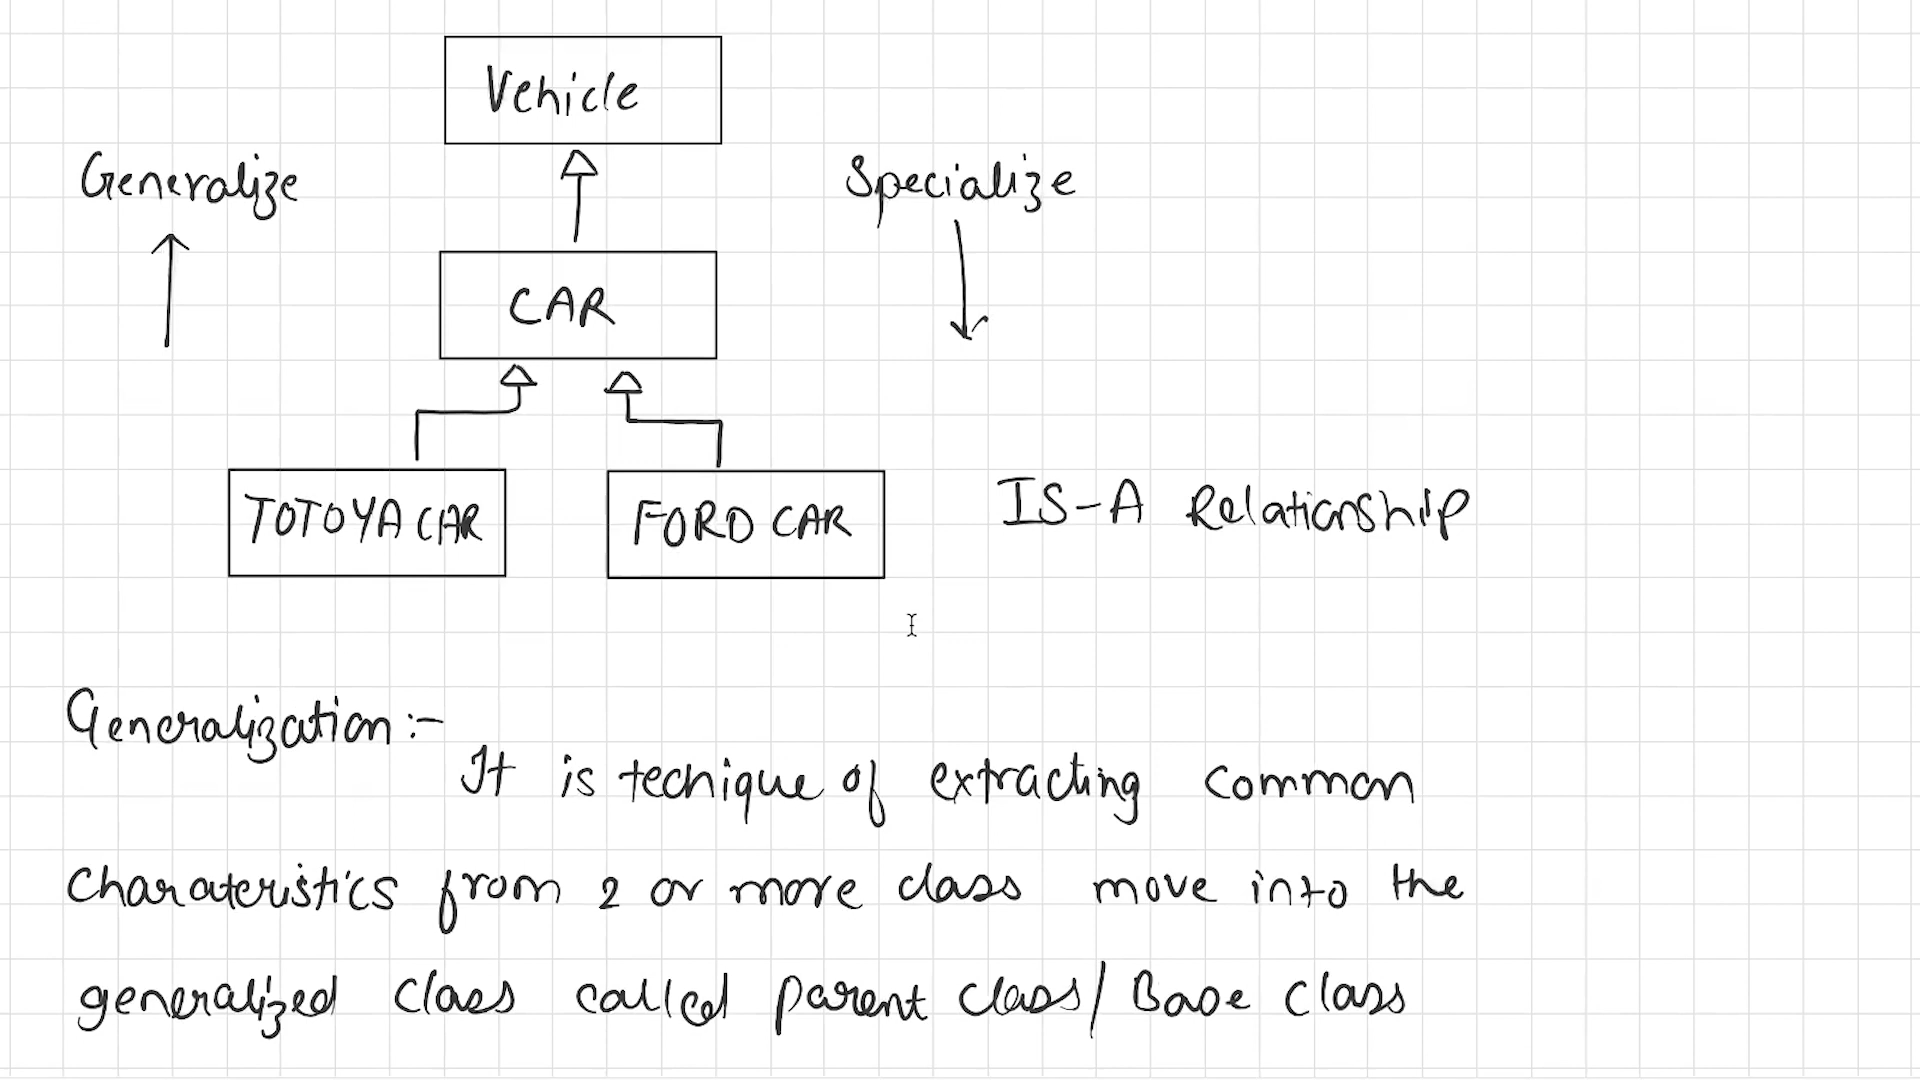 Vehicle
Generalize
Specialize
CAR
TOTOYA CAR
FORD CAR
IS-A Relationship
Generalization :-
It is techique of extracting common
charateristics from 2 or more class move into the
generalized class called parent class/ Base class